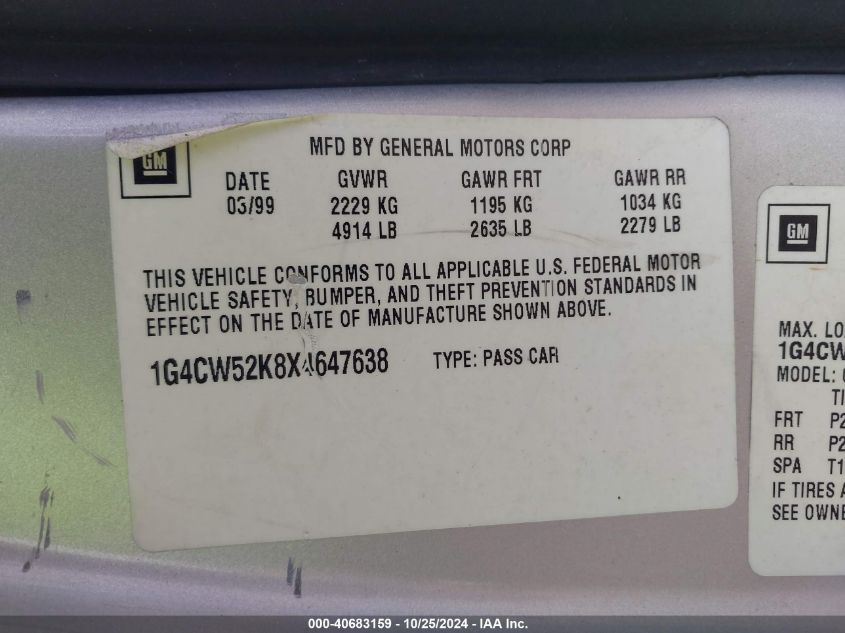 GM
MFD BY GENERAL MOTORS CORP
DATE GVWR GAWR FRT GAWR RR
03/99 2229 KG 1195 KG 1034 KG
4914 LB 2635 LB 2279 LB
THIS VEHICLE CONFORMS TO ALL APPLICABLE U.S. FEDERAL MOTOR
VEHICLE SAFETY, BUMPER, AND THEFT PREVENTION STANDARDS IN
EFFECT ON THE DATE OF MANUFACTURE SHOWN ABOVE.
1G4CW52K8X4647638 TYPE: PASS CAR
GM
MAX. LO
1G4CW
MODEL:
TI
FRT P2
RR P2
SPA T1
IF TIRES A
SEE OWNE
000-40683159 - 10/25/2024 - IAA Inc.